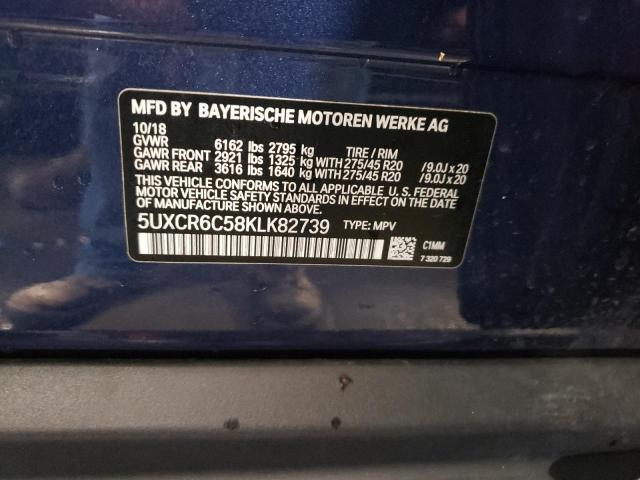 MFD BY BAYERISCHE MOTOREN WERKE AG
10/18
GVWR 6162 lbs 2795 kg TIRE / RIM
GAWR FRONT 2921 lbs 1325 kg WITH 275/45 R20 /9.0J x 20
GAWR REAR 3616 lbs 1640 kg WITH 275/45 R20 /9.0J x 20
THIS VEHICLE CONFORMS TO ALL APPLICABLE U. S. FEDERAL
MOTOR VEHICLE SAFETY STANDARDS IN EFFECT ON THE DATE
OF MANUFACTURE SHOWN ABOVE.
5UXCR6C58KLK82739 TYPE: MPV
C1MM
7 320 729